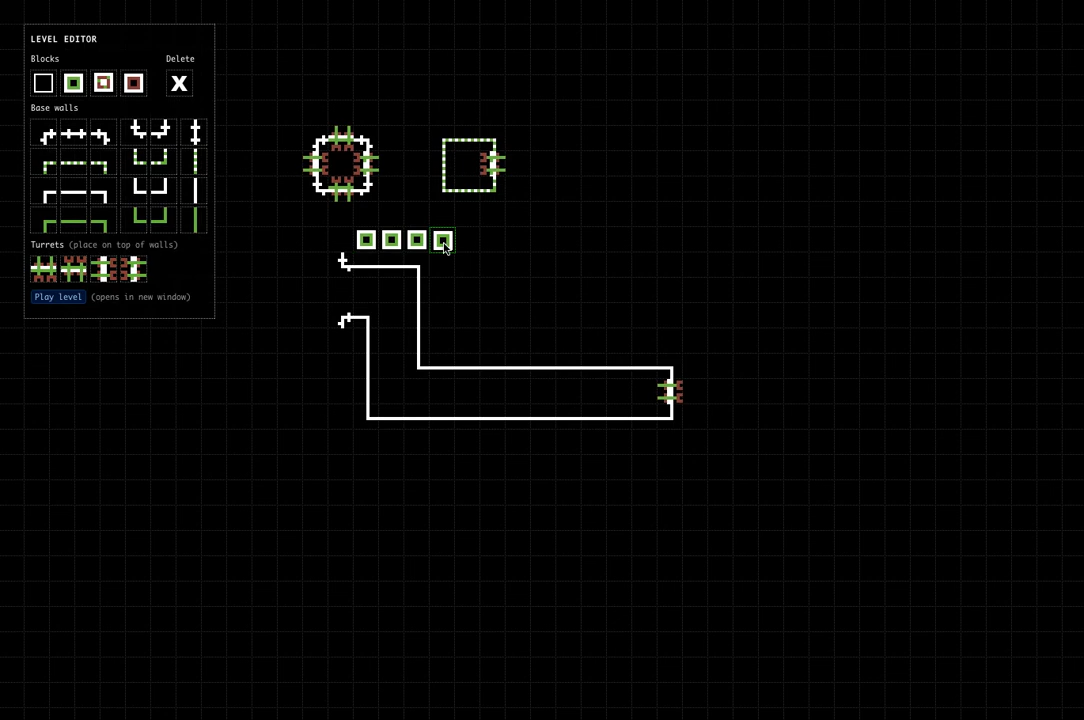 LEVEL EDITOR
Blocks Delete
X
Base walls
Turrets (place on top of walls)
Play level (opens in new window)